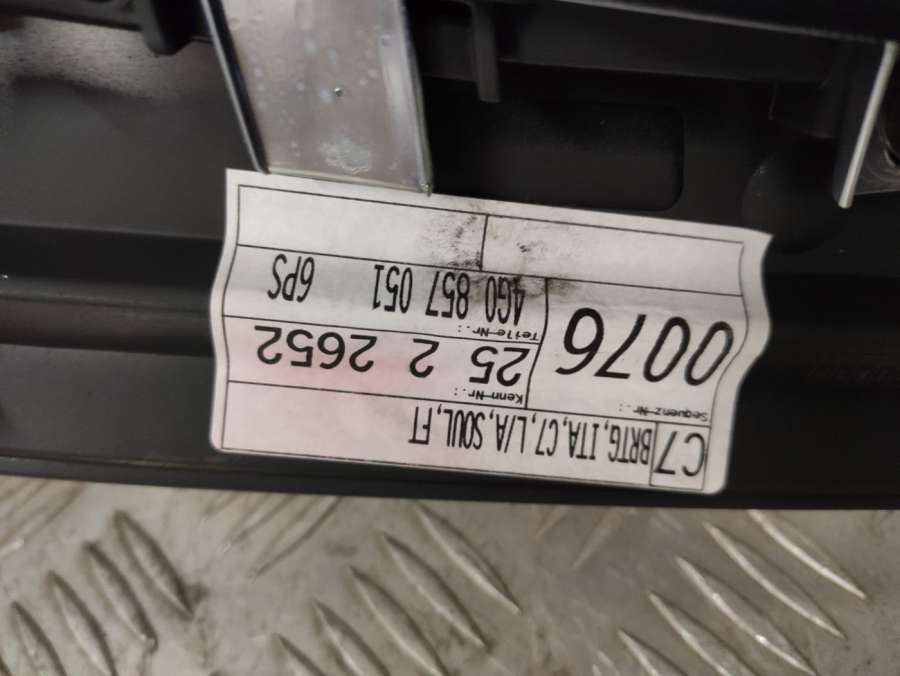 C7 BRTG,ITA,C7,L/A,SOUL,FT
Sequenz Nr.: 0076
Kenn Nr.: 25 2 2652
Teile Nr.: 4G0 857 051 6PS